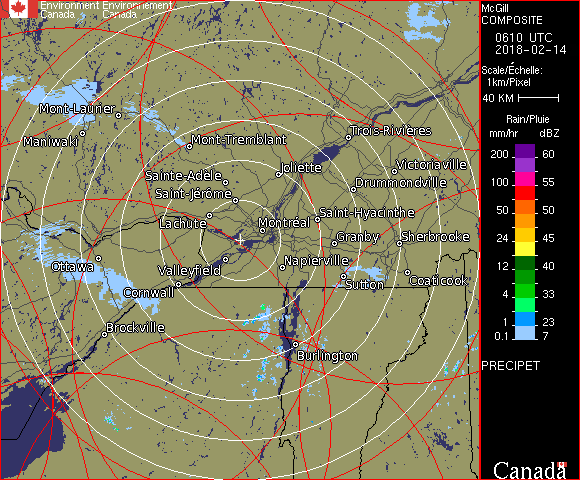 Environment Environnement
Canada Canada
McGill
COMPOSITE
0610 UTC
2018-02-14
Scale/Échelle:
1km/Pixel
40 KM
Rain/Pluie
mm/hr dBZ
200 60
150 57
100 55
50 50
24 45
12 40
4 33
1 23
0.1 7
PRECIPET
Canada
Mont-Laurier
Maniwaki
Mont-Tremblant
Trois-Rivières
Joliette
Victoriaville
Sainte-Adèle
Drummondville
Saint-Jérôme
Saint-Hyacinthe
Lachute
Montréal
Granby
Sherbrooke
Ottawa
Valleyfield
Napierville
Sutton
Coaticook
Cornwall
Brockville
Burlington